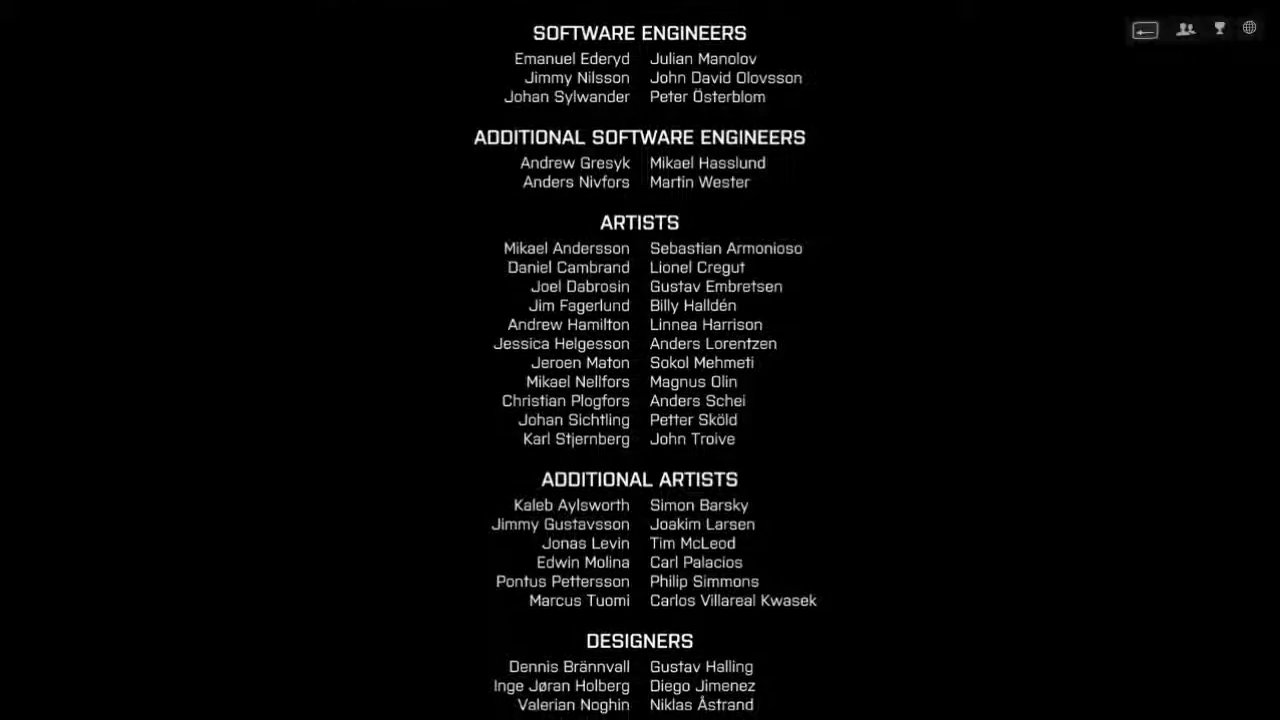 SOFTWARE ENGINEERS
Emanuel Ederyd Julian Manolov
Jimmy Nilsson John David Olovsson
Johan Sylwander Peter Österblom
ADDITIONAL SOFTWARE ENGINEERS
Andrew Gresyk Mikael Hasslund
Anders Nivfors Martin Wester
ARTISTS
Mikael Andersson Sebastian Armonioso
Daniel Cambrand Lionel Cregut
Joel Dabrosin Gustav Embretsen
Jim Fagerlund Billy Halldén
Andrew Hamilton Linnea Harrison
Jessica Helgesson Anders Lorentzen
Jeroen Maton Sokol Mehmeti
Mikael Nellfors Magnus Olin
Christian Plogfors Anders Schei
Johan Sichtling Petter Sköld
Karl Stjernberg John Troive
ADDITIONAL ARTISTS
Kaleb Aylsworth Simon Barsky
Jimmy Gustavsson Joakim Larsen
Jonas Levin Tim McLeod
Edwin Molina Carl Palacios
Pontus Pettersson Philip Simmons
Marcus Tuomi Carlos Villareal Kwasek
DESIGNERS
Dennis Brännvall Gustav Halling
Inge Jøran Holberg Diego Jimenez
Valerian Noghin Niklas Åstrand